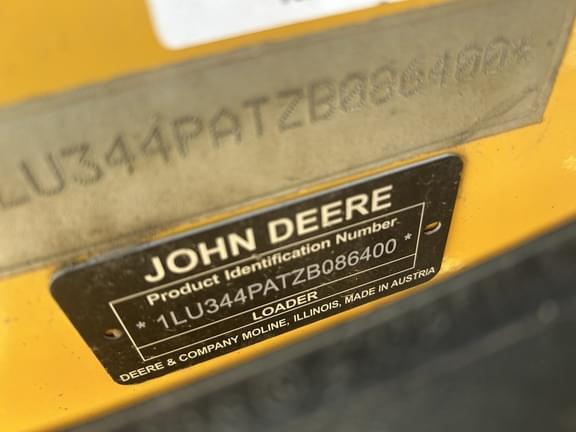 1LU344PATZB086400*
JOHN DEERE
Product Identification Number
* 1LU344PATZB086400 *
LOADER
DEERE & COMPANY MOLINE, ILLINOIS, MADE IN AUSTRIA